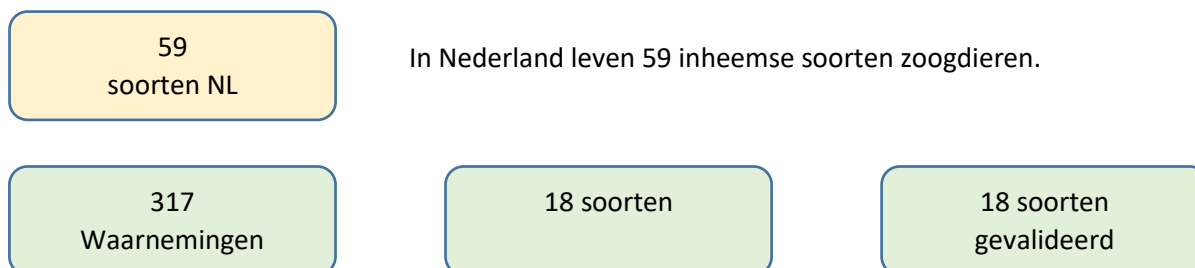 59
soorten NL
In Nederland leven 59 inheemse soorten zoogdieren.
317
Waarnemingen
18 soorten
18 soorten
gevalideerd